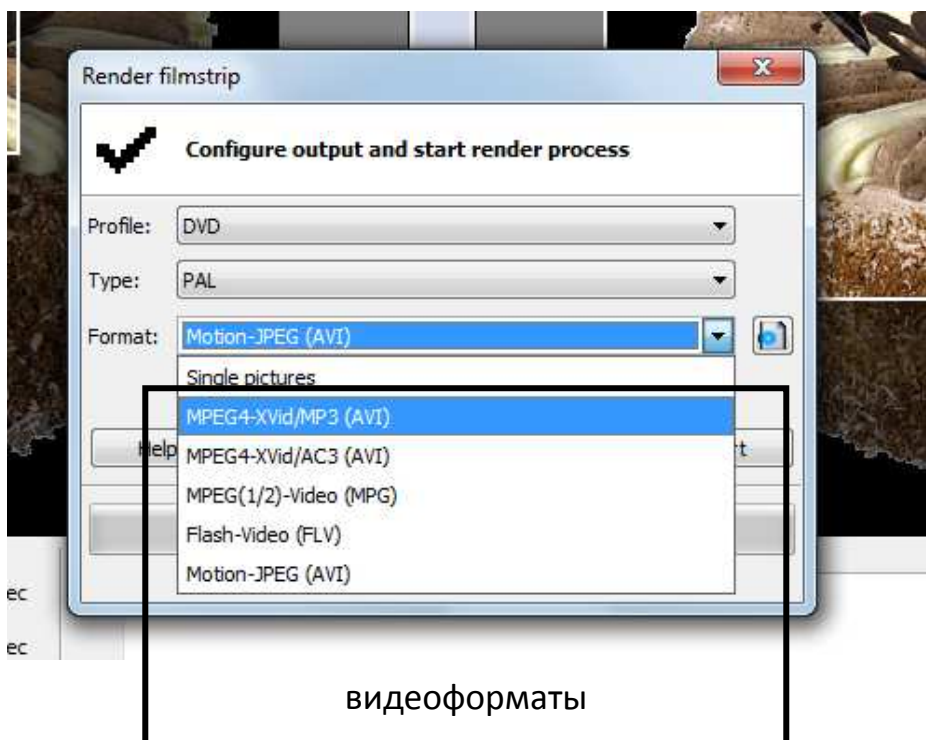 Render filmstrip
Configure output and start render process
Profile: DVD
Type: PAL
Format: Motion-JPEG (AVI)
Single pictures
MPEG4-XVid/MP3 (AVI)
Help
MPEG4-XVid/AC3 (AVI)
MPEG(1/2)-Video (MPG)
Flash-Video (FLV)
Motion-JPEG (AVI)
ec
ec
видеоформаты